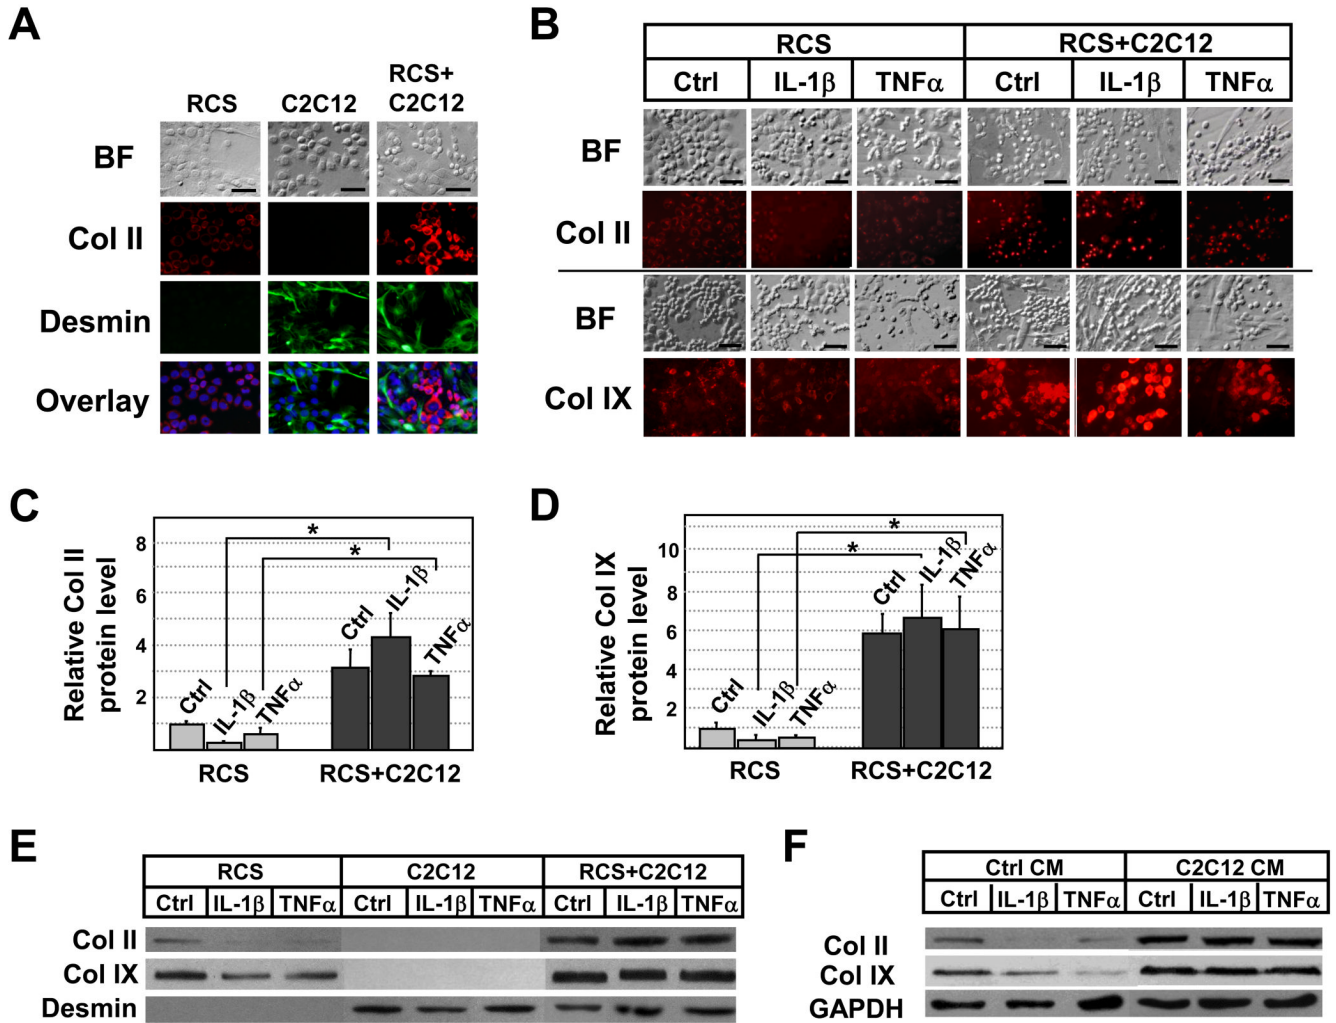 A
RCS C2C12 RCS+ C2C12
BF
Col II
Desmin
Overlay
B
RCS RCS+C2C12
Ctrl IL-1β TNFα Ctrl IL-1β TNFα
BF
Col II
BF
Col IX
C
Relative Col II
protein level
8
6
4
2
* *
Ctrl IL-1β TNFα Ctrl IL-1β TNFα
RCS RCS+C2C12
D
Relative Col IX
protein level
10
8
6
4
2
* *
Ctrl IL-1β TNFα Ctrl IL-1β TNFα
RCS RCS+C2C12
E
RCS C2C12 RCS+C2C12
Ctrl IL-1β TNFα Ctrl IL-1β TNFα Ctrl IL-1β TNFα
Col II
Col IX
Desmin
F
Ctrl CM C2C12 CM
Ctrl IL-1β TNFα Ctrl IL-1β TNFα
Col II
Col IX
GAPDH